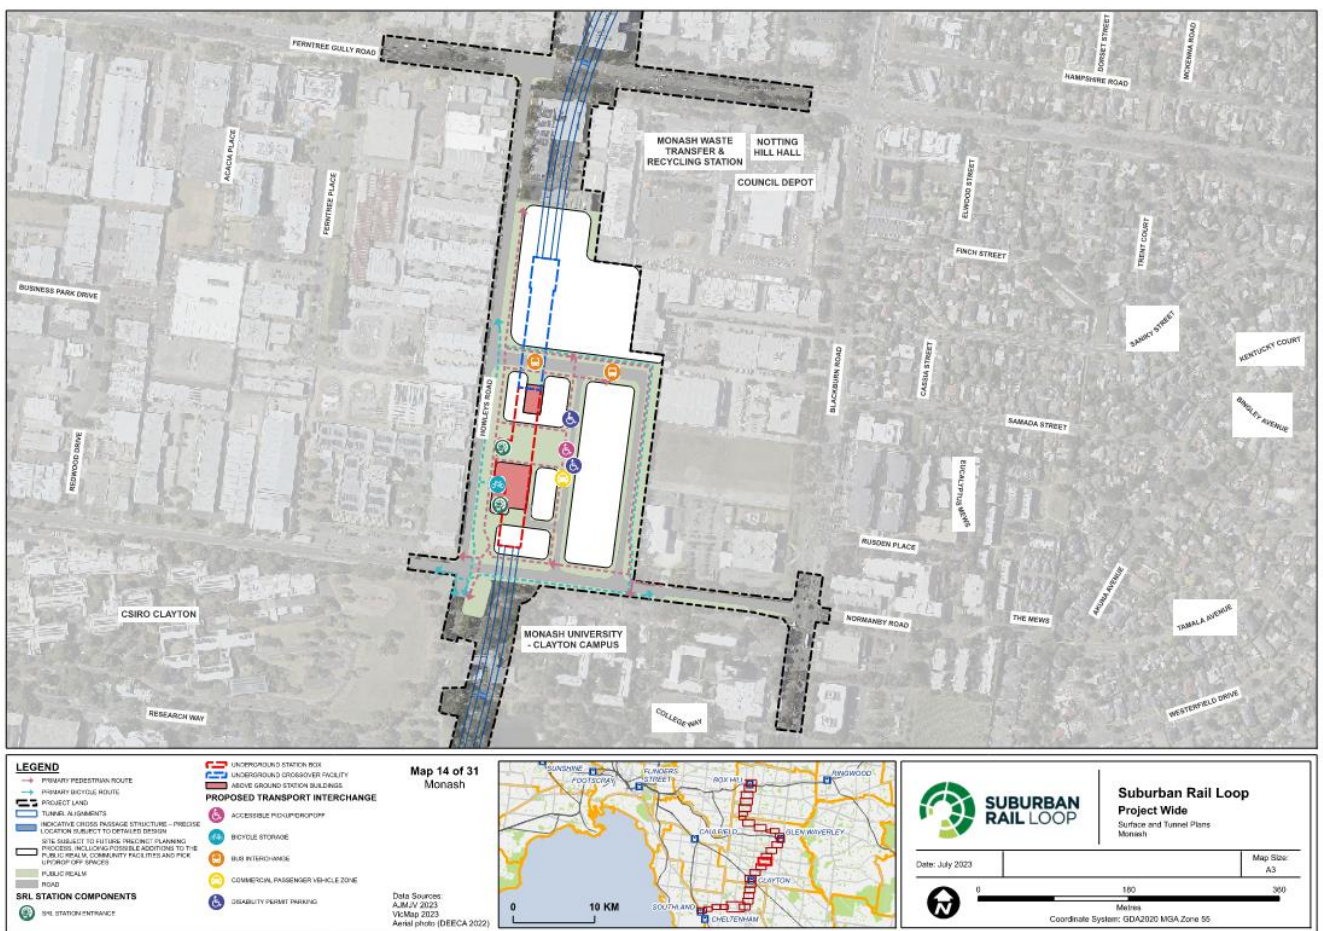 FERNTREE GULLY ROAD
DORSET STREET
MCKENNA ROAD
HAMPSHIRE ROAD
ACACIA PLACE
FERNTREE PLACE
MONASH WASTE
TRANSFER &
RECYCLING STATION
NOTTING
HILL HALL
COUNCIL DEPOT
ELWOOD STREET
FINCH STREET
TRENT COURT
BUSINESS PARK DRIVE
SANIKY STREET
KENTUCKY COURT
BINGLEY AVENUE
HOWLEYS ROAD
BLACKBURN ROAD
CASSIA STREET
SAMADA STREET
REDWOOD DRIVE
EUCALYPTUS MEWS
RUSDEN PLACE
AKUNA AVENUE
CSIRO CLAYTON
MONASH UNIVERSITY
- CLAYTON CAMPUS
NORMANBY ROAD
THE MEWS
TAMALA AVENUE
RESEARCH WAY
COLLEGE WAY
WESTERFIELD DRIVE
LEGEND
PRIMARY PEDESTRIAN ROUTE
PRIMARY BICYCLE ROUTE
PROJECT LAND
TUNNEL ALIGNMENTS
INDICATIVE CROSS PASSAGE STRUCTURE - PRECISE
LOCATION SUBJECT TO DETAILED DESIGN
SITE SUBJECT TO FUTURE PRECINCT PLANNING
PROCESS, INCLUDING POSSIBLE ADDITIONS TO THE
PUBLIC REALM, COMMUNITY FACILITIES AND PICK
UP/DROP OFF SPACES
PUBLIC REALM
ROAD
SRL STATION COMPONENTS
SRL STATION ENTRANCE
UNDERGROUND STATION BOX
UNDERGROUND CROSSOVER FACILITY
ABOVE GROUND STATION BUILDINGS
PROPOSED TRANSPORT INTERCHANGE
ACCESSIBLE PICKUP/DROPOFF
BICYCLE STORAGE
BUS INTERCHANGE
COMMERCIAL PASSENGER VEHICLE ZONE
DISABILITY PERMIT PARKING
Map 14 of 31
Monash
Data Sources:
AJMJV 2023
VicMap 2023
Aerial photo (DEECA 2022)
SUNSHINE
FOOTSCRAY
FLINDERS
STREET
BOX HILL
RINGWOOD
CAULFIELD
GLEN WAVERLEY
CLAYTON
SOUTHLAND
CHELTENHAM
0 10 KM
SUBURBAN
RAIL LOOP
Suburban Rail Loop
Project Wide
Surface and Tunnel Plans
Monash
Date: July 2023
Map Size:
A3
N
0 180 360
Metres
Coordinate System: GDA2020 MGA Zone 55